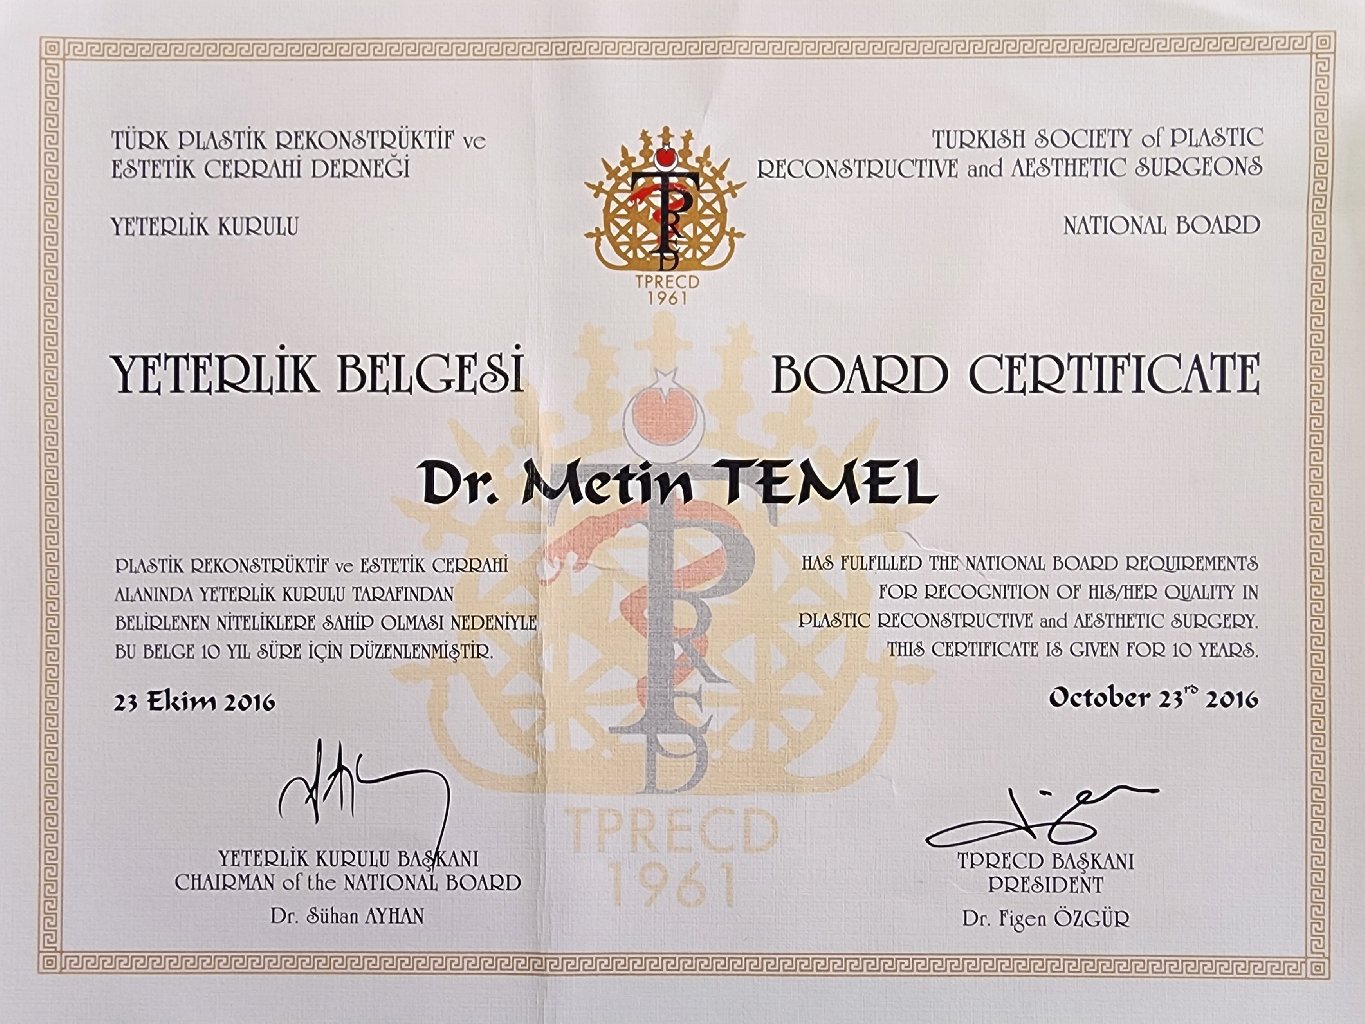 TÜRK PLASTİK REKONSTRÜKTİF ve
ESTETİK CERRAHİ DERNEĞİ
YETERLİK KURULU
TPRECD
TPRECD
1961
TURKISH SOCIETY of PLASTIC
RECONSTRUCTIVE and AESTHETIC SURGEONS
NATIONAL BOARD
YETERLİK BELGESİ
BOARD CERTIFICATE
Dr. Metin TEMEL
PLASTİK REKONSTRÜKTİF ve ESTETİK CERRAHİ
ALANINDA YETERLİK KURULU TARAFINDAN
BELİRLENEN NİTELİKLERE SAHİP OLMASI NEDENİYLE
BU BELGE 10 YIL SÜRE İÇİN DÜZENLENMİŞTİR.
23 Ekim 2016
HAS FULFILLED THE NATIONAL BOARD REQUIREMENTS
FOR RECOGNITION OF HIS/HER QUALITY IN
PLASTIC RECONSTRUCTIVE and AESTHETIC SURGERY.
THIS CERTIFICATE IS GIVEN FOR 10 YEARS.
October 23rd 2016
TPRECD
TPRECD
1961
YETERLİK KURULU BAŞKANI
CHAIRMAN of the NATIONAL BOARD
Dr. Sühan AYHAN
TPRECD BAŞKANI
PRESIDENT
Dr. Figen ÖZGÜR